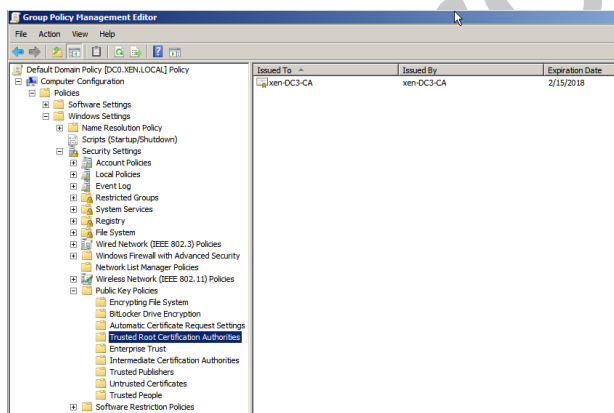 Group Policy Management Editor
File Action View Help
Default Domain Policy [DC0.XEN.LOCAL] Policy
Computer Configuration
Policies
Software Settings
Windows Settings
Name Resolution Policy
Scripts (Startup/Shutdown)
Security Settings
Account Policies
Local Policies
Event Log
Restricted Groups
System Services
Registry
File System
Wired Network (IEEE 802.3) Policies
Windows Firewall with Advanced Security
Network List Manager Policies
Wireless Network (IEEE 802.11) Policies
Public Key Policies
Encrypting File System
BitLocker Drive Encryption
Automatic Certificate Request Settings
Trusted Root Certification Authorities
Enterprise Trust
Intermediate Certification Authorities
Trusted Publishers
Untrusted Certificates
Trusted People
Software Restriction Policies
Issued To Issued By Expiration Date
xen-DC3-CA xen-DC3-CA 2/15/2018